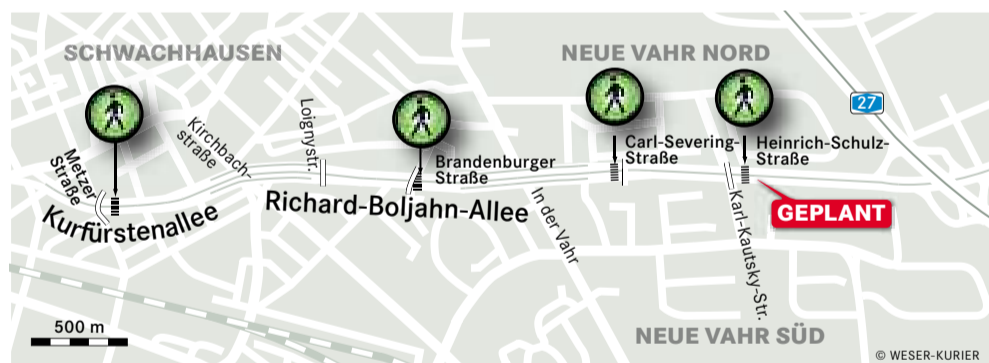 SCHWACHHAUSEN
NEUE VAHR NORD
27
Loignystr.
Kirchbach-
straße
Metzer
Straße
Brandenburger
Straße
Carl-Severing-
Straße
Heinrich-Schulz-
Straße
Kurfürstenallee
Richard-Boljahn-Allee
In der Vahr
Karl-Kautsky-Str.
GEPLANT
500 m
NEUE VAHR SÜD
© WESER-KURIER